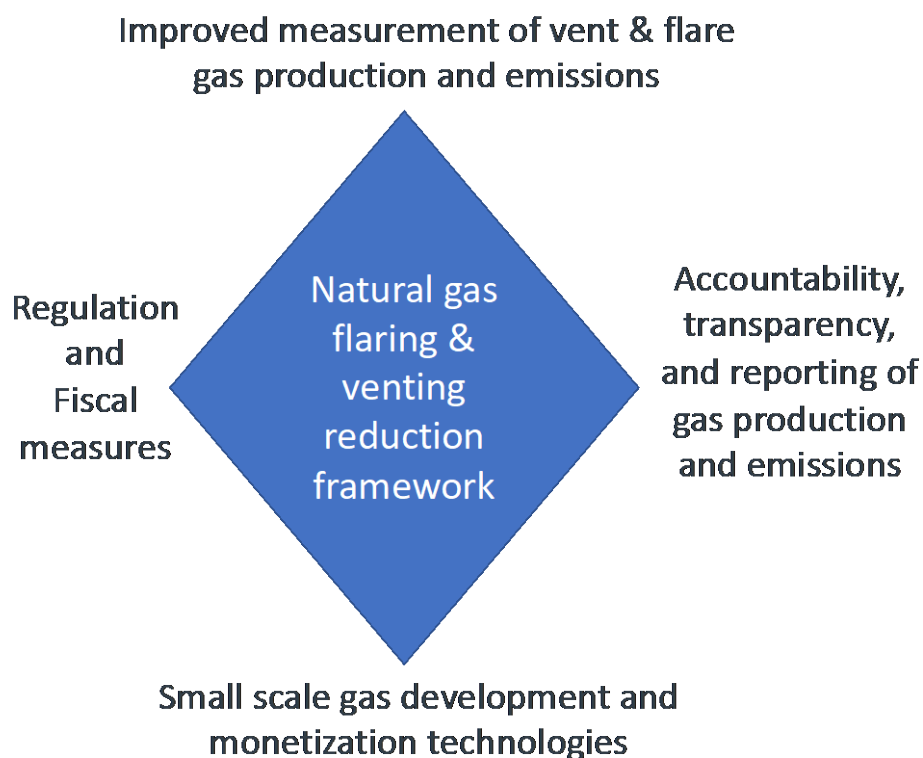 Improved measurement of vent & flare
gas production and emissions
Regulation
and
Fiscal
measures
Natural gas
flaring &
venting
reduction
framework
Accountability,
transparency,
and reporting of
gas production
and emissions
Small scale gas development and
monetization technologies